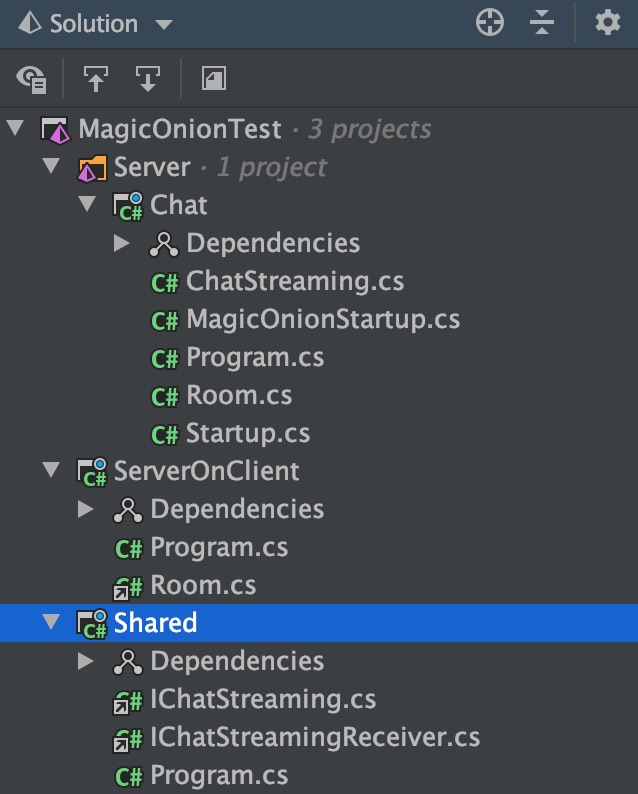 Solution
MagicOnionTest · 3 projects
Server · 1 project
C# Chat
Dependencies
C# ChatStreaming.cs
C# MagicOnionStartup.cs
C# Program.cs
C# Room.cs
C# Startup.cs
C# ServerOnClient
Dependencies
C# Program.cs
C# Room.cs
C# Shared
Dependencies
C# IChatStreaming.cs
C# IChatStreamingReceiver.cs
C# Program.cs